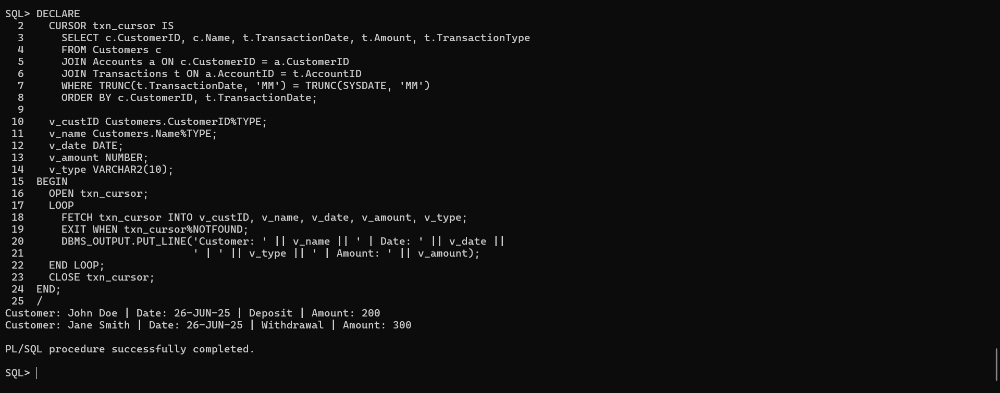 SQL> DECLARE
  2    CURSOR txn_cursor IS
  3      SELECT c.CustomerID, c.Name, t.TransactionDate, t.Amount, t.TransactionType
  4      FROM Customers c
  5      JOIN Accounts a ON c.CustomerID = a.CustomerID
  6      JOIN Transactions t ON a.AccountID = t.AccountID
  7      WHERE TRUNC(t.TransactionDate, 'MM') = TRUNC(SYSDATE, 'MM')
  8      ORDER BY c.CustomerID, t.TransactionDate;
  9
 10    v_custID Customers.CustomerID%TYPE;
 11    v_name Customers.Name%TYPE;
 12    v_date DATE;
 13    v_amount NUMBER;
 14    v_type VARCHAR2(10);
 15  BEGIN
 16    OPEN txn_cursor;
 17    LOOP
 18      FETCH txn_cursor INTO v_custID, v_name, v_date, v_amount, v_type;
 19      EXIT WHEN txn_cursor%NOTFOUND;
 20      DBMS_OUTPUT.PUT_LINE('Customer: ' || v_name || ' | Date: ' || v_date ||
 21                           ' | ' || v_type || ' | Amount: ' || v_amount);
 22    END LOOP;
 23    CLOSE txn_cursor;
 24  END;
 25  /
Customer: John Doe | Date: 26-JUN-25 | Deposit | Amount: 200
Customer: Jane Smith | Date: 26-JUN-25 | Withdrawal | Amount: 300

PL/SQL procedure successfully completed.

SQL>